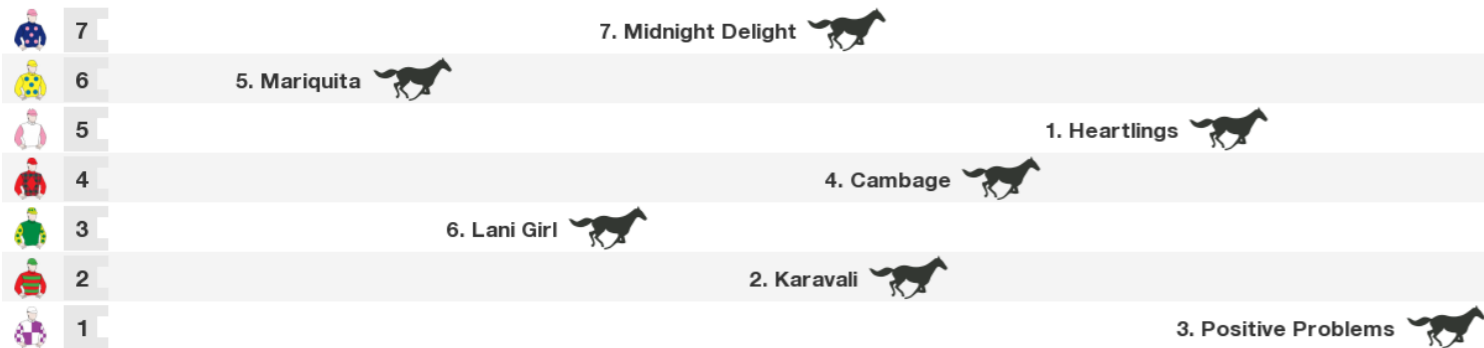 7 7. Midnight Delight
6 5. Mariquita
5 1. Heartlings
4 4. Cambage
3 6. Lani Girl
2 2. Karavali
1 3. Positive Problems